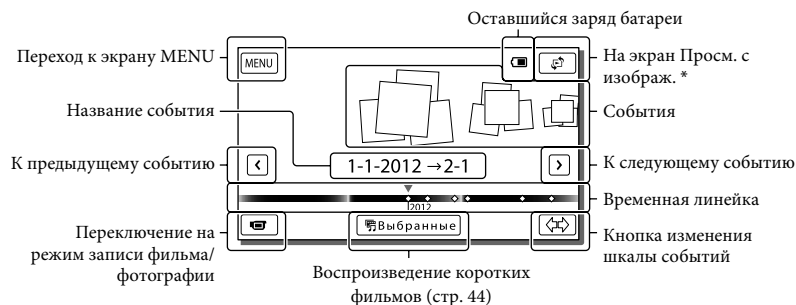 Оставшийся заряд батареи
Переход к экрану MENU
MENU
На экран Просм. с
изображ. *
Название события
События
К предыдущему событию
1-1-2012 →2-1
К следующему событию
2012
Временная линейка
Переключение на
режим записи фильма/
фотографии
Выбранные
Кнопка изменения
шкалы событий
Воспроизведение коротких
фильмов (стр. 44)